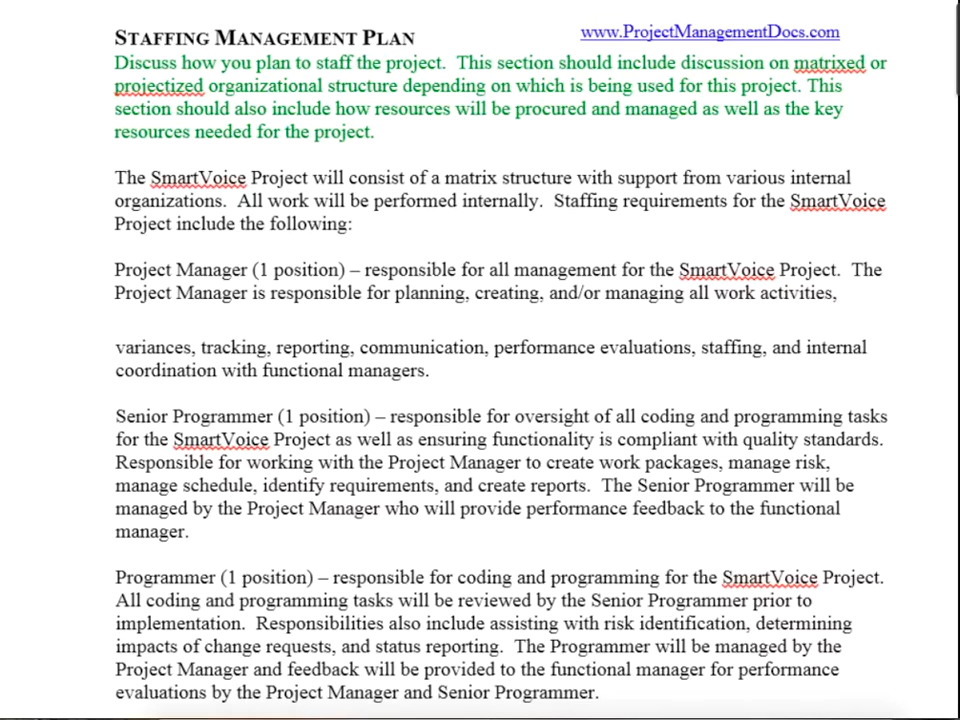 STAFFING MANAGEMENT PLAN www.ProjectManagementDocs.com
Discuss how you plan to staff the project. This section should include discussion on matrixed or
projectized organizational structure depending on which is being used for this project. This
section should also include how resources will be procured and managed as well as the key
resources needed for the project.
The SmartVoice Project will consist of a matrix structure with support from various internal
organizations. All work will be performed internally. Staffing requirements for the SmartVoice
Project include the following:
Project Manager (1 position) – responsible for all management for the SmartVoice Project. The
Project Manager is responsible for planning, creating, and/or managing all work activities,
variances, tracking, reporting, communication, performance evaluations, staffing, and internal
coordination with functional managers.
Senior Programmer (1 position) – responsible for oversight of all coding and programming tasks
for the SmartVoice Project as well as ensuring functionality is compliant with quality standards.
Responsible for working with the Project Manager to create work packages, manage risk,
manage schedule, identify requirements, and create reports. The Senior Programmer will be
managed by the Project Manager who will provide performance feedback to the functional
manager.
Programmer (1 position) – responsible for coding and programming for the SmartVoice Project.
All coding and programming tasks will be reviewed by the Senior Programmer prior to
implementation. Responsibilities also include assisting with risk identification, determining
impacts of change requests, and status reporting. The Programmer will be managed by the
Project Manager and feedback will be provided to the functional manager for performance
evaluations by the Project Manager and Senior Programmer.